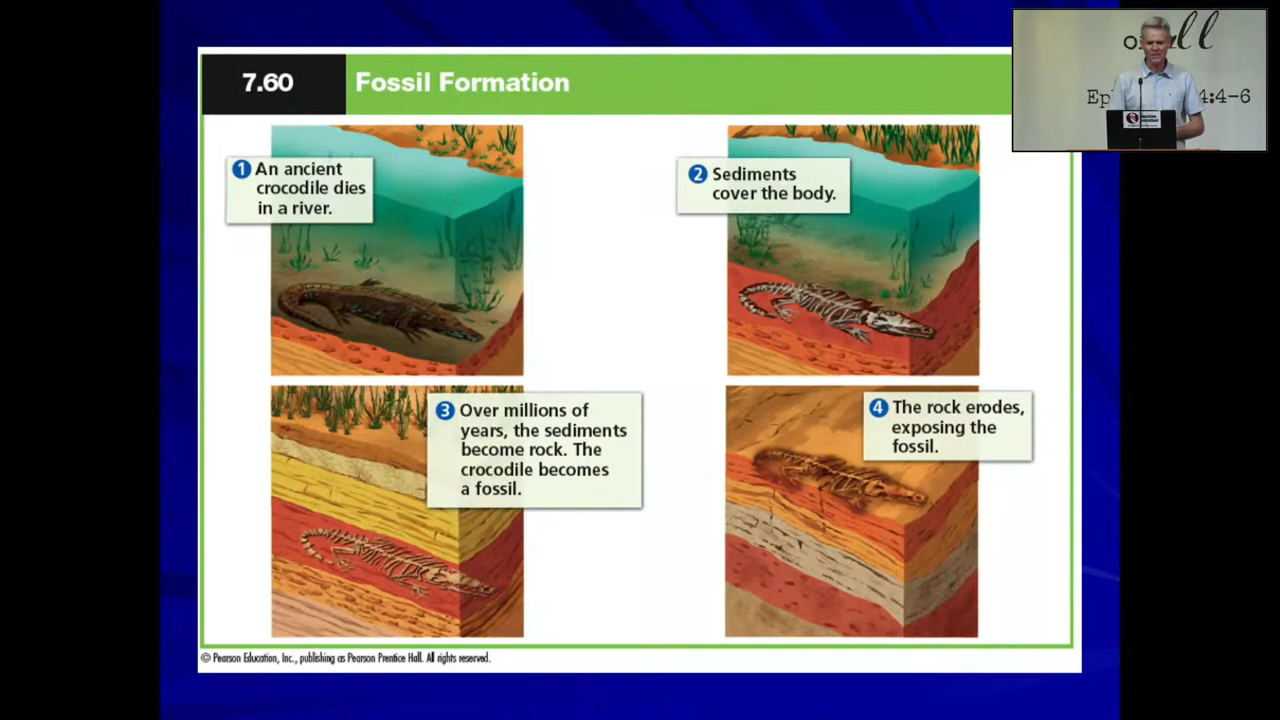 7.60
Fossil Formation
1 An ancient
crocodile dies
in a river.
2 Sediments
cover the body.
3 Over millions of
years, the sediments
become rock. The
crocodile becomes
a fossil.
4 The rock erodes,
exposing the
fossil.
© Pearson Education, Inc., publishing as Pearson Prentice Hall. All rights reserved.
4:4-6